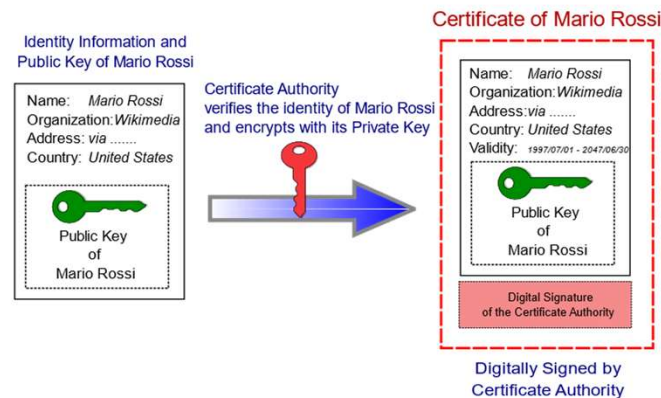 Identity Information and
Public Key of Mario Rossi
Name: Mario Rossi
Organization: Wikimedia
Address: via .......
Country: United States
Public Key
of
Mario Rossi
Certificate Authority
verifies the identity of Mario Rossi
and encrypts with its Private Key
Certificate of Mario Rossi
Name: Mario Rossi
Organization:Wikimedia
Address:via .......
Country:United States
Validity: 1997/07/01 - 2047/06/30
Public Key
of
Mario Rossi
Digital Signature
of the Certificate Authority
Digitally Signed by
Certificate Authority